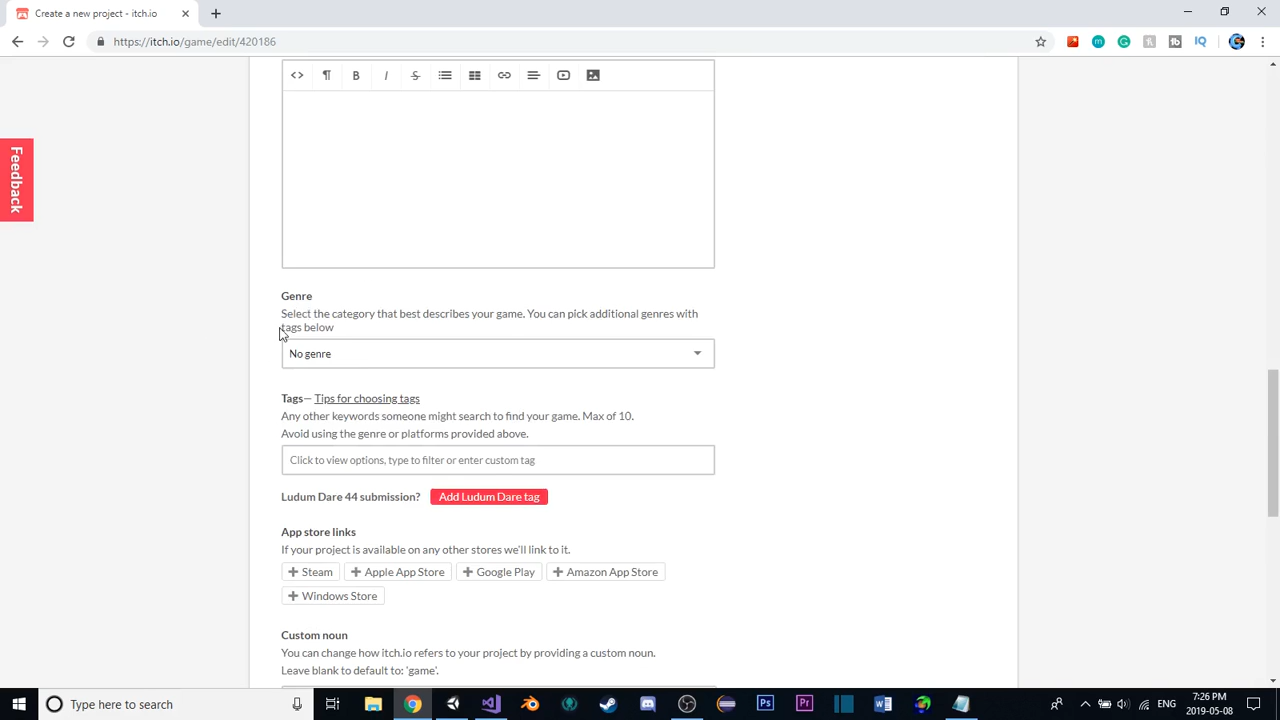 Create a new project - itch.io
https://itch.io/game/edit/420186
Feedback
Genre
Select the category that best describes your game. You can pick additional genres with
tags below
No genre
Tags— Tips for choosing tags
Any other keywords someone might search to find your game. Max of 10.
Avoid using the genre or platforms provided above.
Click to view options, type to filter or enter custom tag
Ludum Dare 44 submission? Add Ludum Dare tag
App store links
If your project is available on any other stores we'll link to it.
Steam Apple App Store Google Play Amazon App Store
Windows Store
Custom noun
You can change how itch.io refers to your project by providing a custom noun.
Leave blank to default to: 'game'.
Type here to search
ENG
7:26 PM
2019-05-08